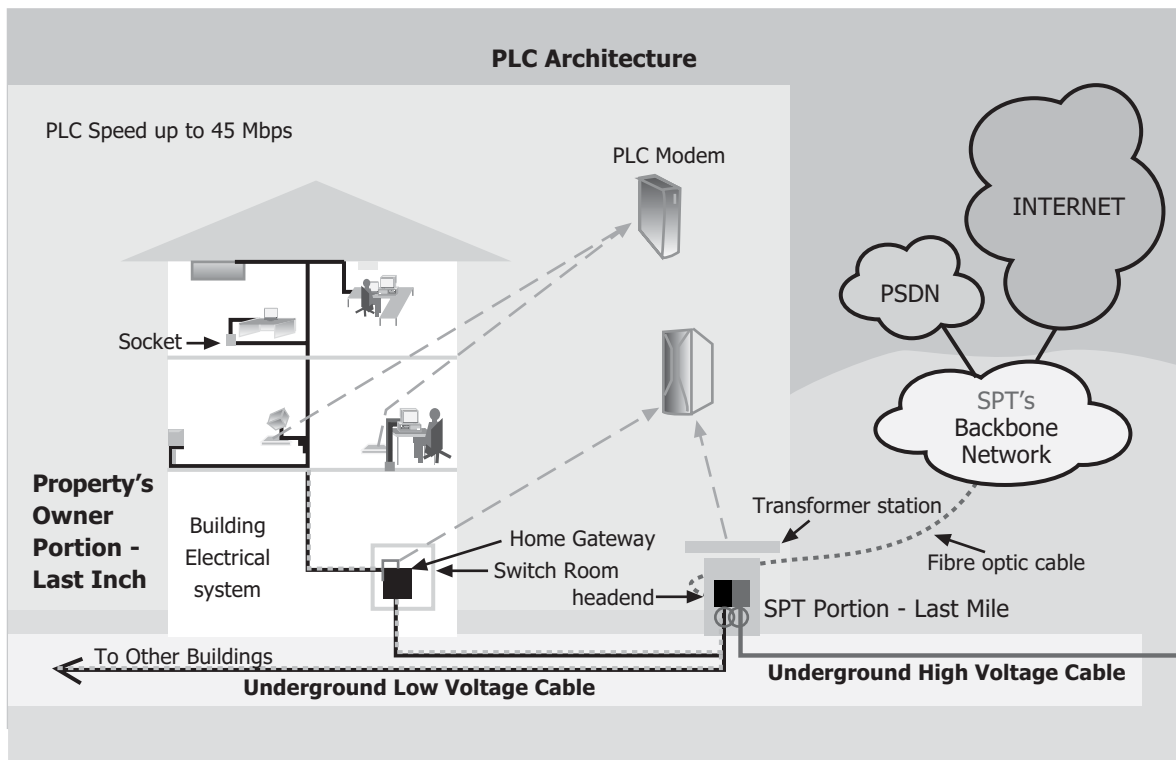 PLC Architecture
PLC Speed up to 45 Mbps
PLC Modem
INTERNET
PSDN
Socket
SPT's
Backbone
Network
Property's
Owner
Portion -
Last Inch
Building
Electrical
system
Transformer station
Home Gateway
Switch Room
Fibre optic cable
headend
SPT Portion - Last Mile
To Other Buildings
Underground Low Voltage Cable
Underground High Voltage Cable